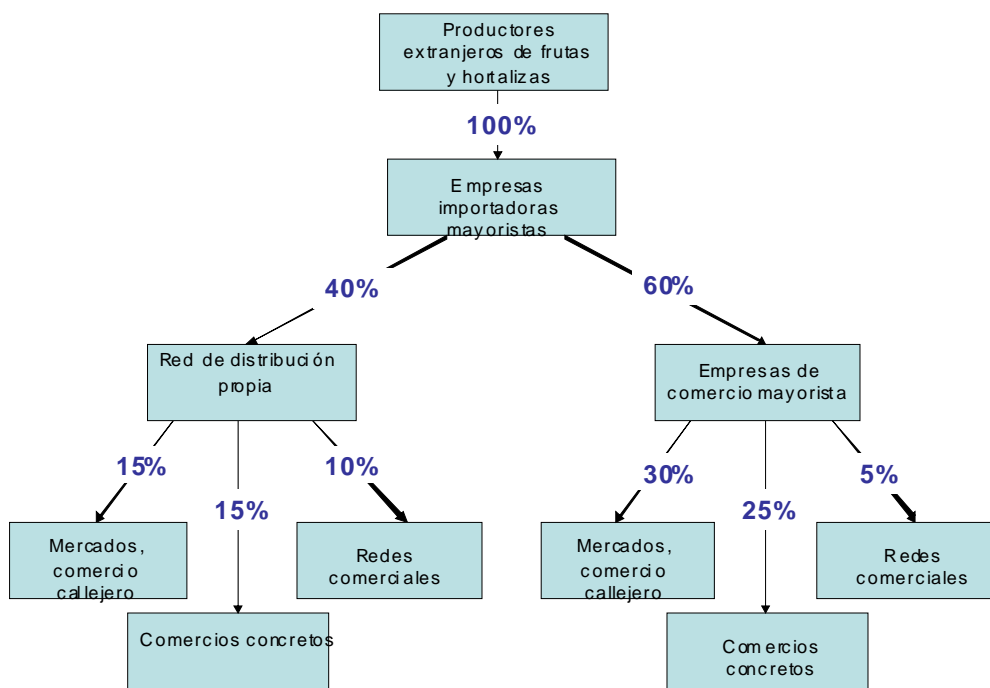 Productores
extranjeros de frutas
y hortalizas
100%
Empresas
importadoras
mayoristas
40%
60%
Red de distribución
propia
Empresas de
comercio mayorista
15%
15%
10%
30%
25%
5%
Mercados,
comercio
callejero
Redes
comerciales
Mercados,
comercio
callejero
Redes
comerciales
Comercios concretos
Comercios
concretos